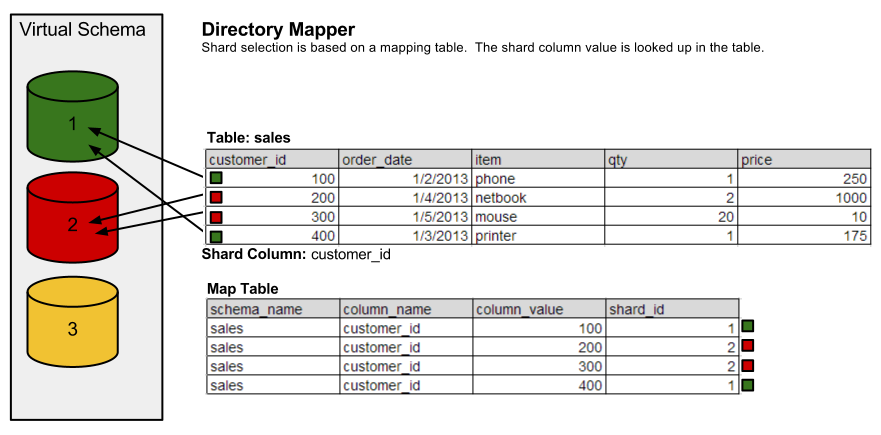 Virtual Schema
1
2
3
Directory Mapper
Shard selection is based on a mapping table. The shard column value is looked up in the table.
Table: sales
customer_id order_date item qty price
100 1/2/2013 phone 1 250
200 1/4/2013 netbook 2 1000
300 1/5/2013 mouse 20 10
400 1/3/2013 printer 1 175
Shard Column: customer_id
Map Table
schema_name column_name column_value shard_id
sales customer_id 100 1
sales customer_id 200 2
sales customer_id 300 2
sales customer_id 400 1